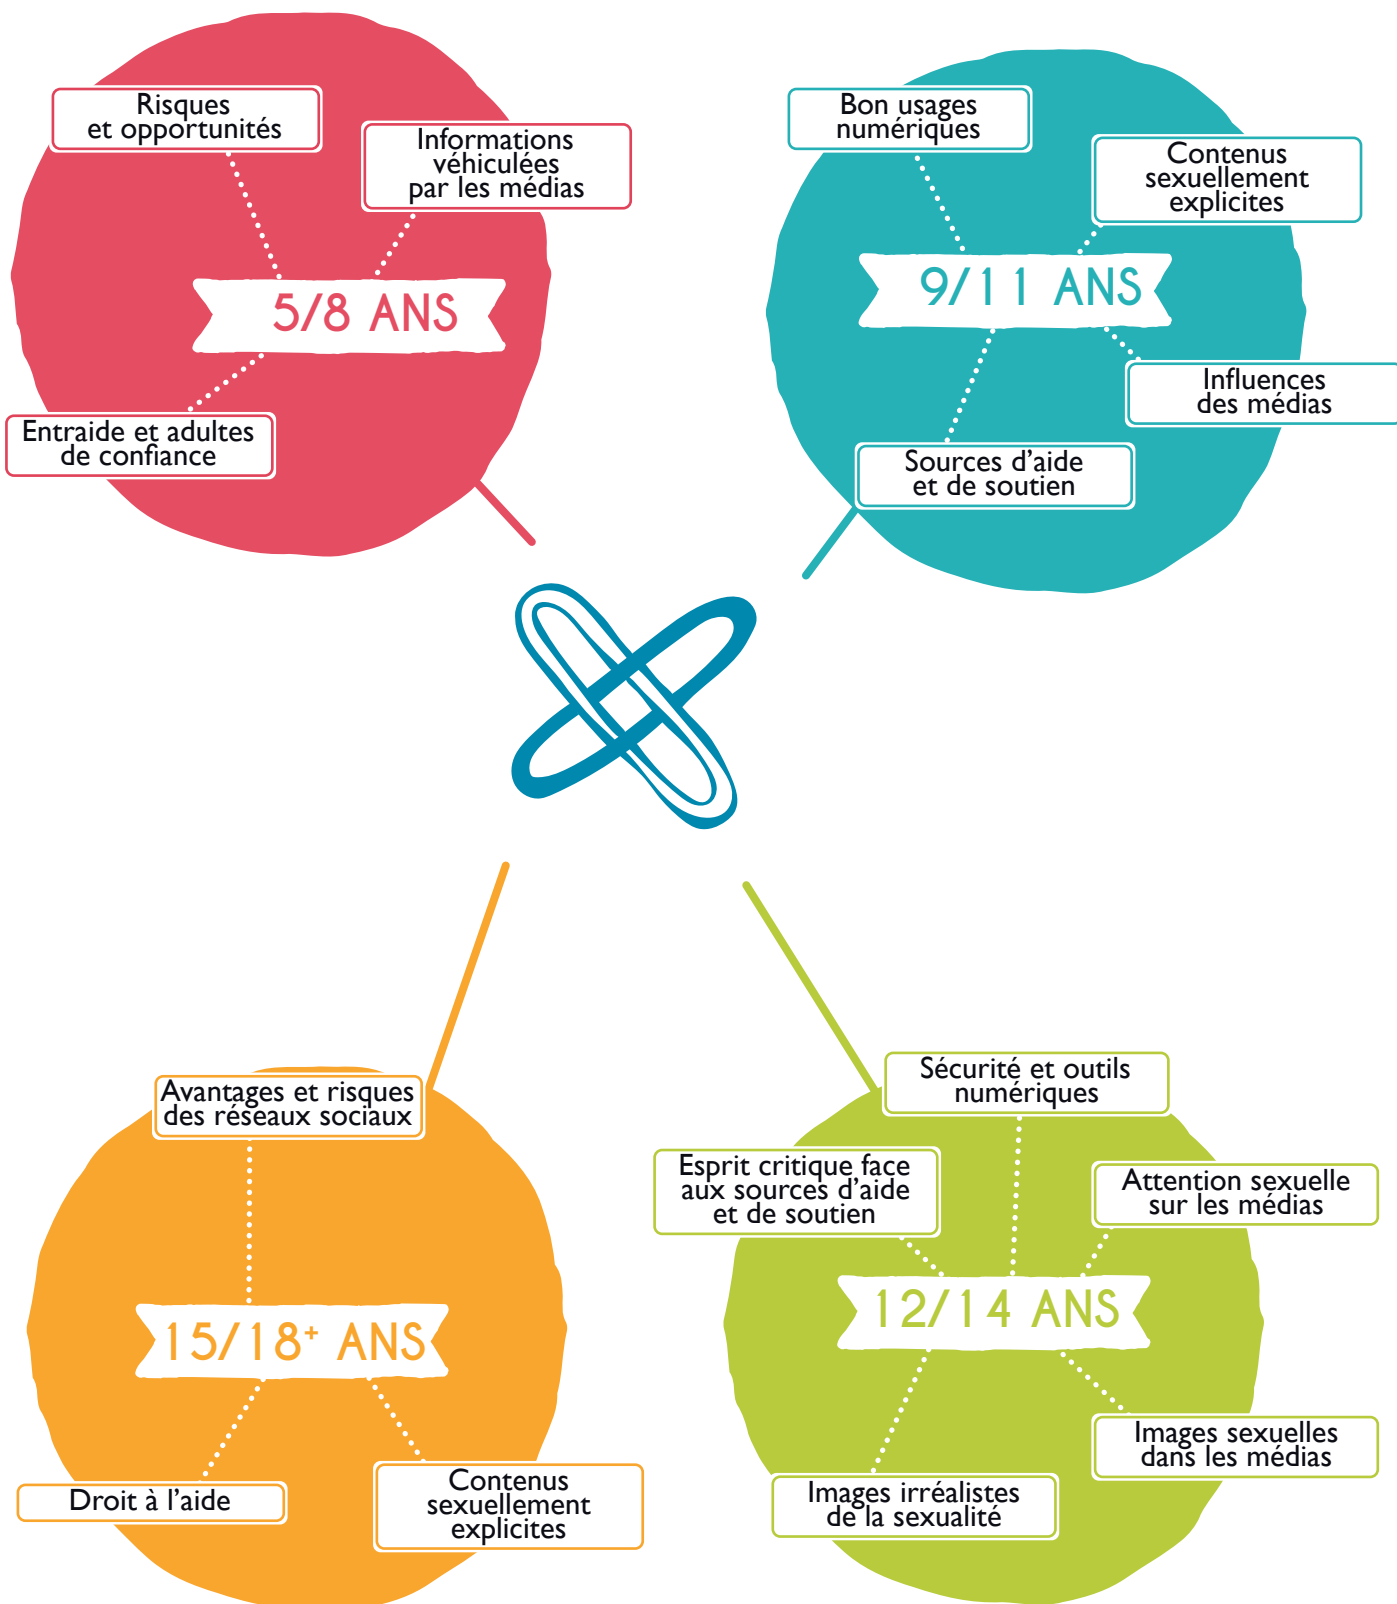 Risques
et opportunités
Informations
véhiculées
par les médias
5/8 ANS
Entraide et adultes
de confiance
Bon usages
numériques
Contenus
sexuellement
explicites
9/11 ANS
Influences
des médias
Sources d'aide
et de soutien
Avantages et risques
des réseaux sociaux
15/18+ ANS
Droit à l'aide
Contenus
sexuellement
explicites
Sécurité et outils
numériques
Esprit critique face
aux sources d'aide
et de soutien
Attention sexuelle
sur les médias
12/14 ANS
Images sexuelles
dans les médias
Images irréalistes
de la sexualité